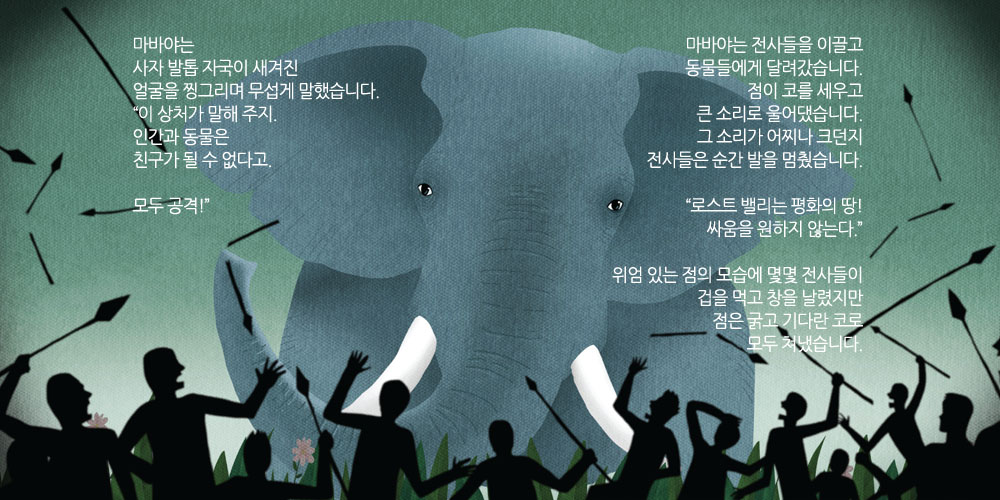 마바야는
사자 발톱 자국이 새겨진
얼굴을 찡그리며 무섭게 말했습니다.
“이 상처가 말해 주지.
인간과 동물은
친구가 될 수 없다고.
모두 공격!”
마바야는 전사들을 이끌고
동물들에게 달려갔습니다.
점이 코를 세우고
큰 소리로 울어댔습니다.
그 소리가 어찌나 크던지
전사들은 순간 발을 멈췄습니다.
“로스트 밸리는 평화의 땅!
싸움을 원하지 않는다.”
위엄 있는 점의 모습에 몇몇 전사들이
겁을 먹고 창을 날렸지만
점은 굵고 기다란 코로
모두 쳐냈습니다.